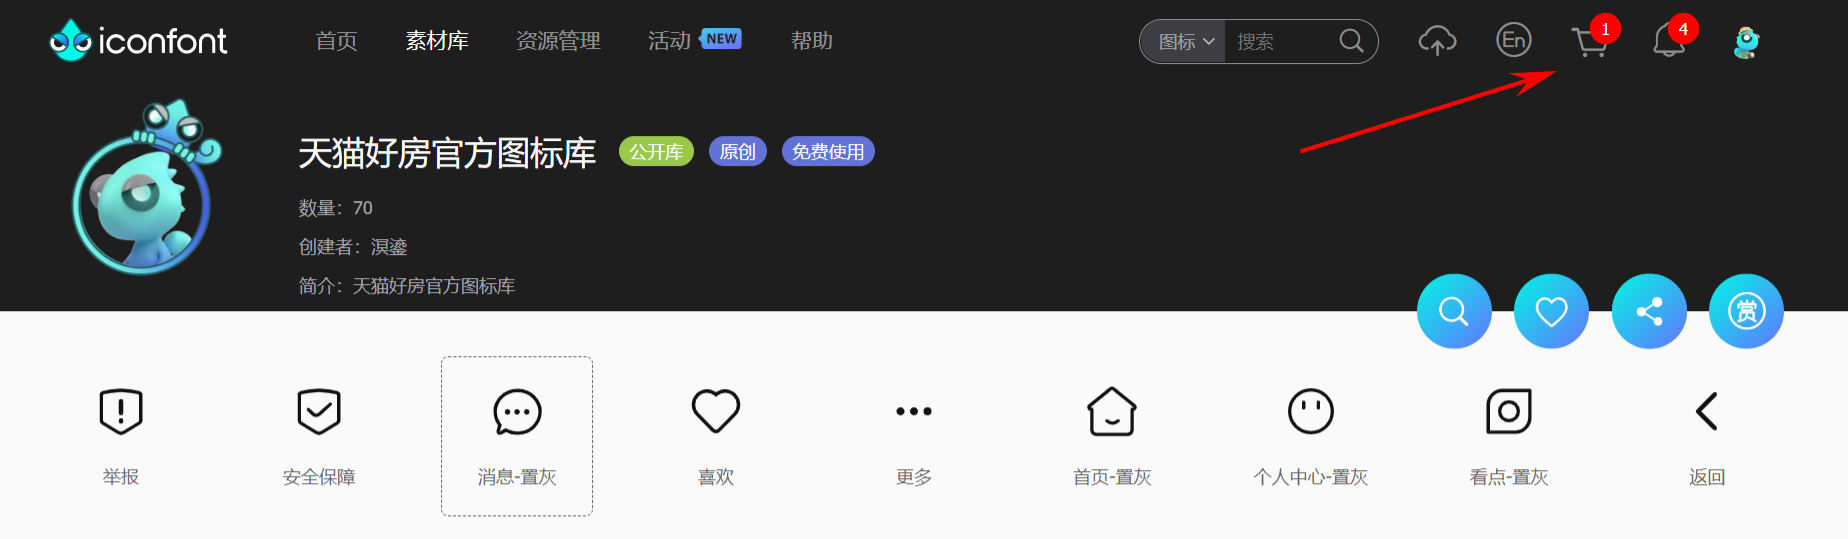 iconfont 首页 素材库 资源管理 活动 NEW 帮助 图标 搜索 En 1 4
天猫好房官方图标库 公开库 原创 免费使用
数量：70
创建者：溟鎏
简介：天猫好房官方图标库
赏
举报 安全保障 消息-置灰 喜欢 更多 首页-置灰 个人中心-置灰 看点-置灰 返回